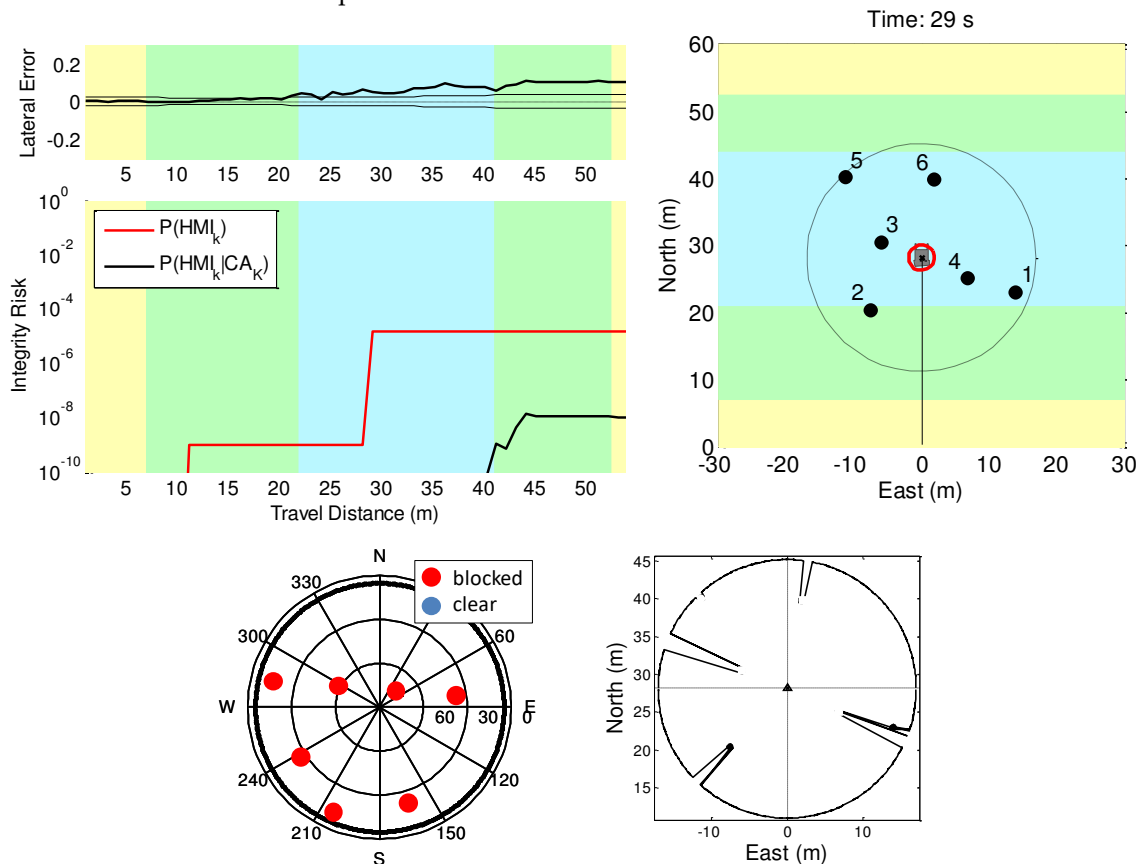 Time: 29 s
0.2
0
-0.2
Lateral Error
5 10 15 20 25 30 35 40 45 50
10^0
10^-2
10^-4
10^-6
10^-8
10^-10
Integrity Risk
P(HMI_k)
P(HMI_k|CA_K)
5 10 15 20 25 30 35 40 45 50
Travel Distance (m)
60
50
40
30
20
10
0
North (m)
5
6
3
4
1
2
-30 -20 -10 0 10 20 30
East (m)
N
330
300
W
240
210
S
150
120
E
60
60 30 0
blocked
clear
45
40
35
30
25
20
15
North (m)
-10 0 10
East (m)